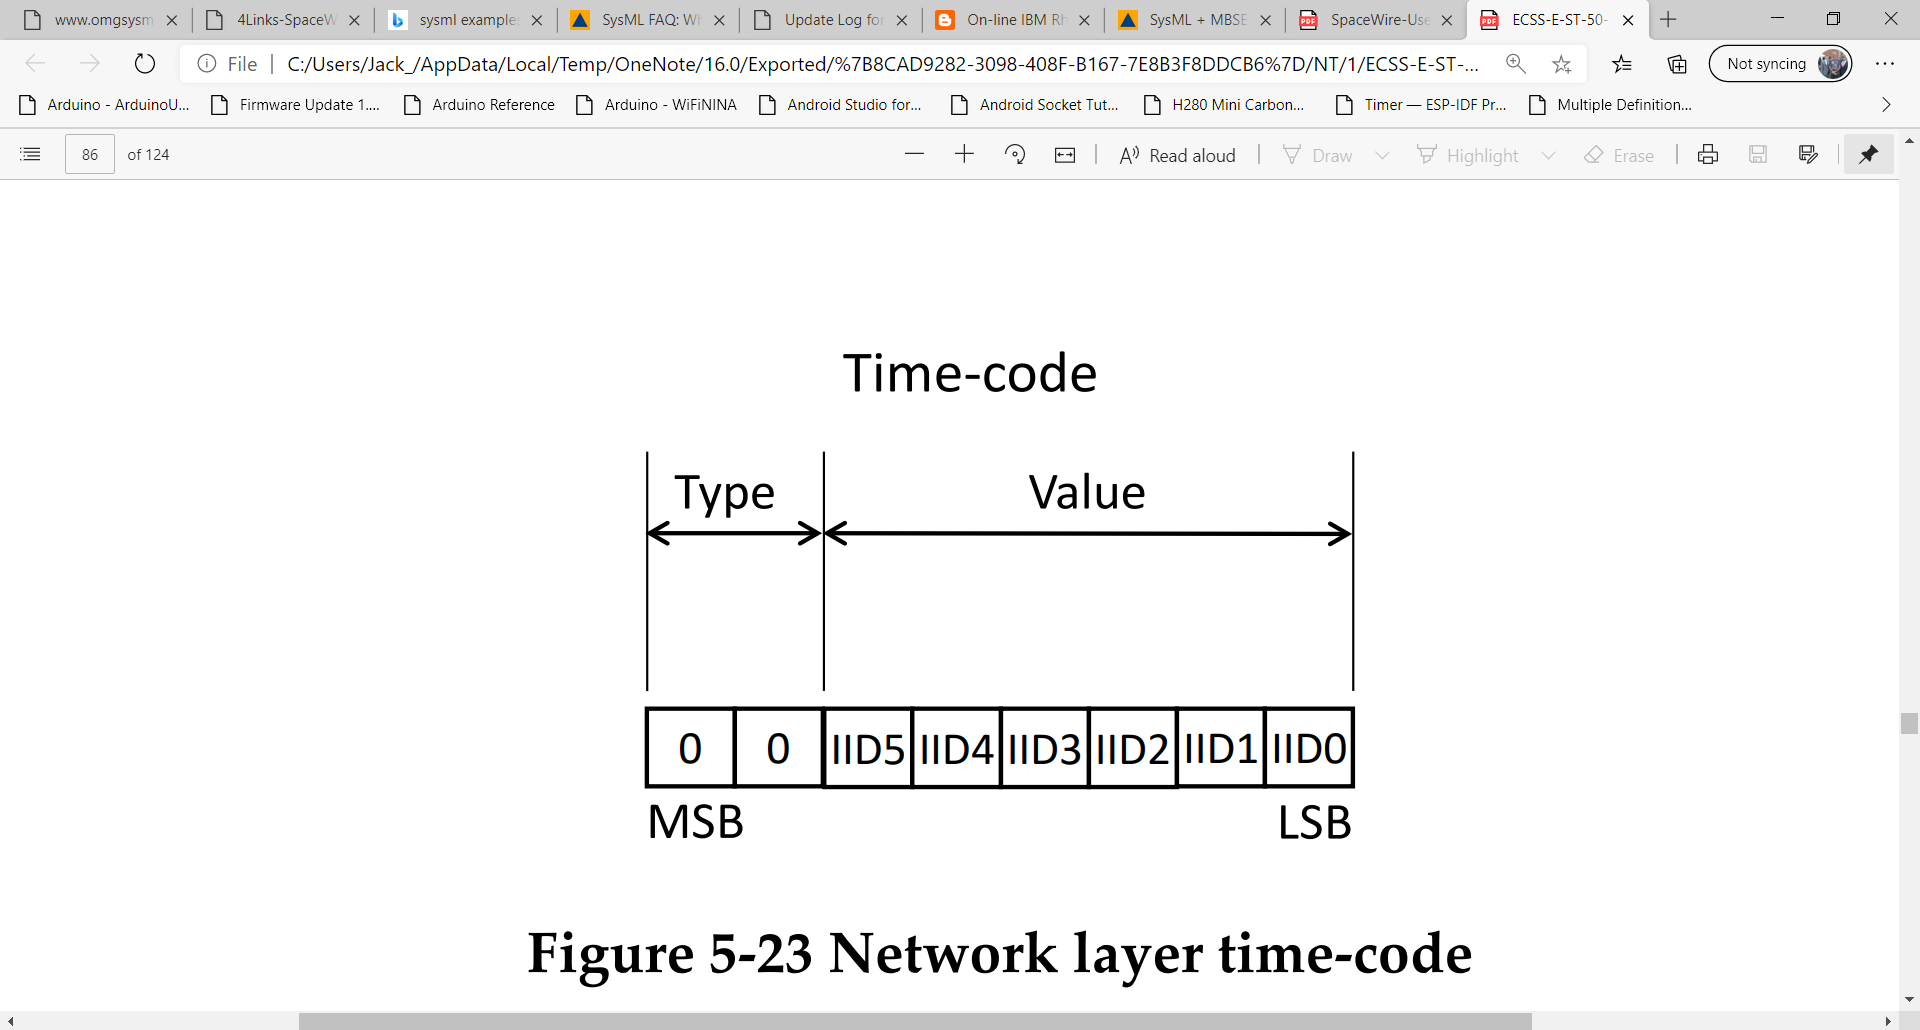 www.omgsysm
4Links-SpaceW
sysml example
SysML FAQ: Wh
Update Log fo
On-line IBM Rh
SysML + MBSE
SpaceWire-Use
ECSS-E-ST-50-
File
C:/Users/Jack_/AppData/Local/Temp/OneNote/16.0/Exported/%7B8CAD9282-3098-408F-B167-7E8B3F8DDCB6%7D/NT/1/ECSS-E-ST-...
Not syncing
Arduino - ArduinoU...
Firmware Update 1....
Arduino Reference
Arduino - WiFiNINA
Android Studio for...
Android Socket Tut...
H280 Mini Carbon...
Timer — ESP-IDF Pr...
Multiple Definition...
86 of 124
Read aloud
Draw
Highlight
Erase
Time-code
Type Value
0 0 IID5 IID4 IID3 IID2 IID1 IID0
MSB LSB
Figure 5-23 Network layer time-code